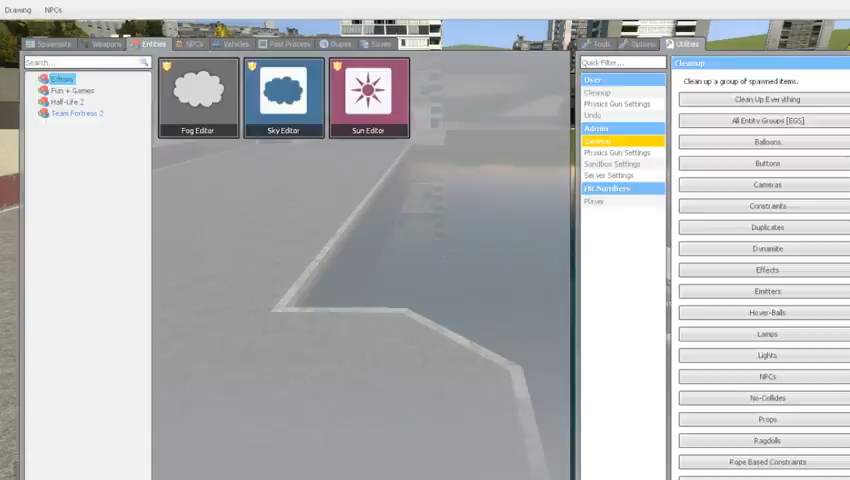 Drawing
NPCs
Spawnlists
Weapons
Entities
NPCs
Vehicles
Post Process
Dupes
Saves
Tools
Options
Utilities
Search...
Editors
Fun + Games
Half-Life 2
Team Fortress 2
Fog Editor
Sky Editor
Sun Editor
Quick Filter...
User
Cleanup
Physics Gun Settings
Undo
Admin
Cleanup
Physics Gun Settings
Sandbox Settings
Server Settings
Hit Numbers
Player
Cleanup
Clean up a group of spawned items.
Clean Up Everything
All Entity Groups [EGS]
Balloons
Buttons
Cameras
Constraints
Duplicates
Dynamite
Effects
Emitters
Hover-Balls
Lamps
Lights
NPCs
No-Collides
Props
Ragdolls
Rope Based Constraints